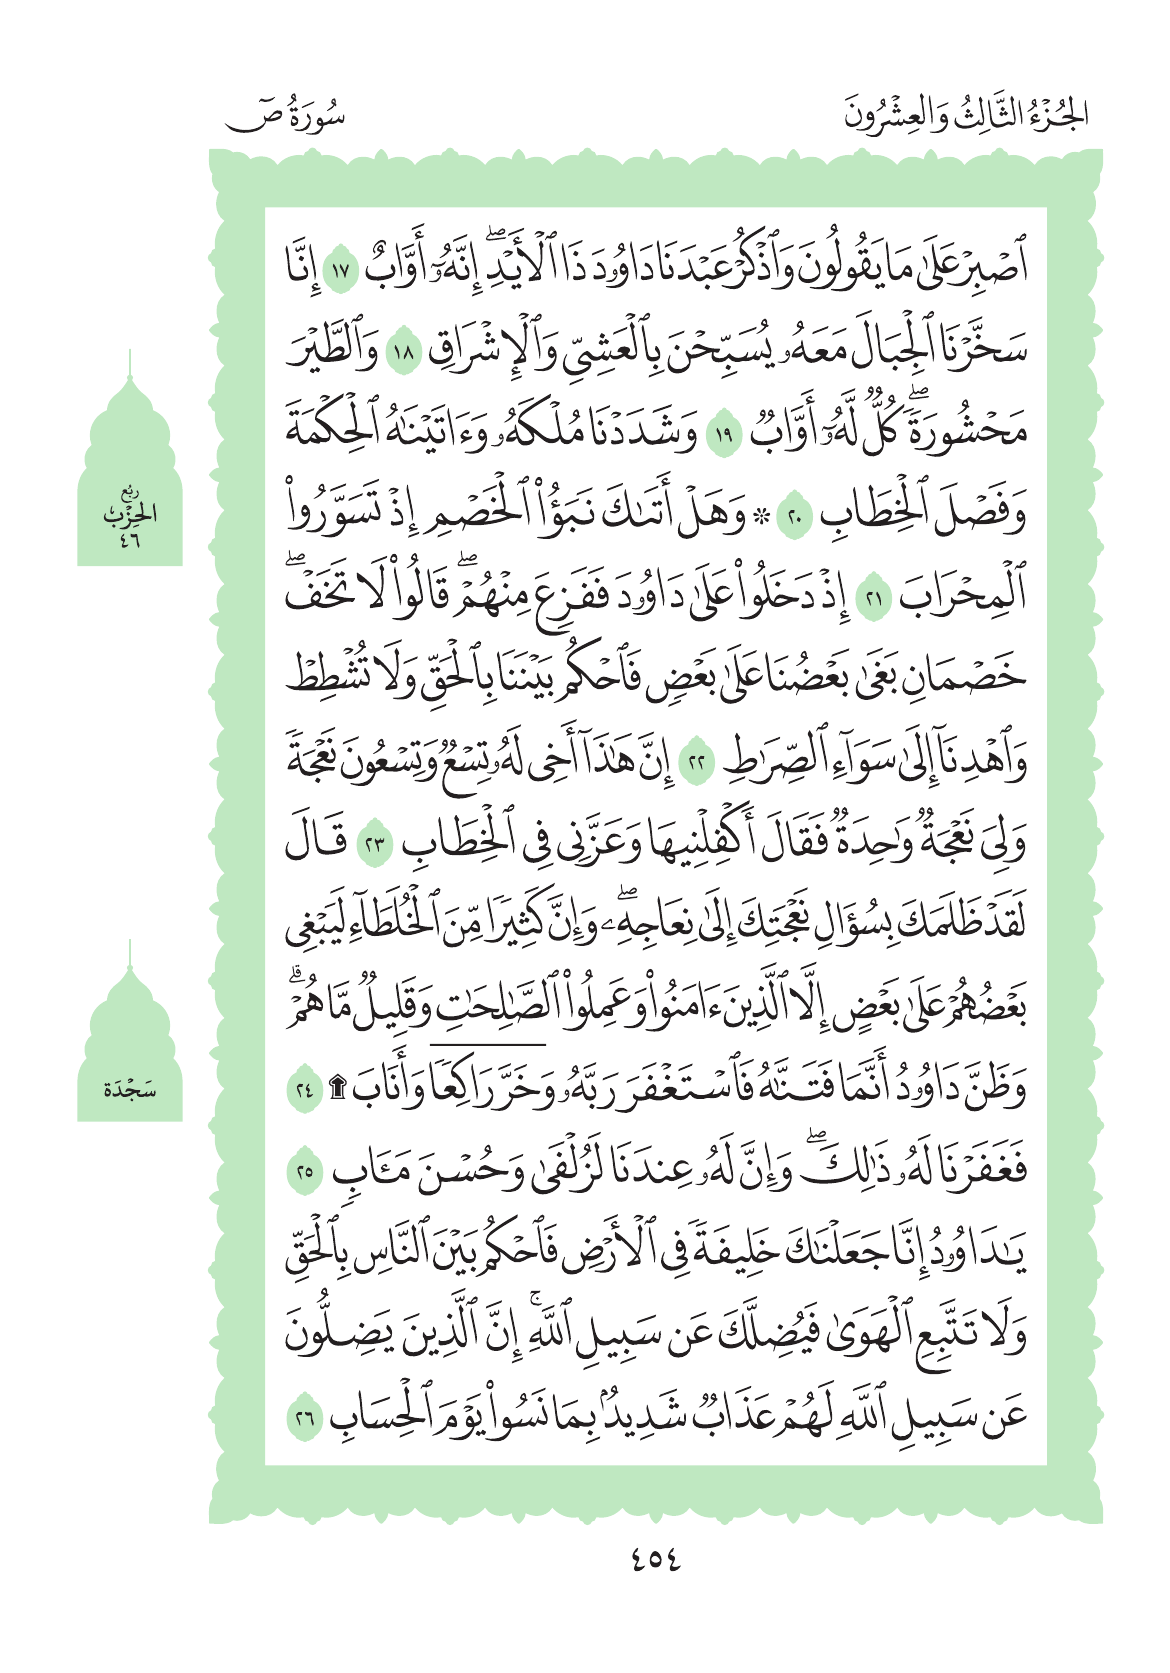 الجُزْءُ الثَّالِثُ وَالعِشْرُونَ
سُورَةُ صٓ
ٱصۡبِرۡ عَلَىٰ مَا يَقُولُونَ وَٱذۡكُرۡ عَبۡدَنَا دَاوُۥدَ ذَا ٱلۡأَيۡدِۖ إِنَّهُۥٓ أَوَّابٌ ١٧ إِنَّا
سَخَّرۡنَا ٱلۡجِبَالَ مَعَهُۥ يُسَبِّحۡنَ بِٱلۡعَشِيِّ وَٱلۡإِشۡرَاقِ ١٨ وَٱلطَّيۡرَ
مَحۡشُورَةٗۖ كُلّٞ لَّهُۥٓ أَوَّابٞ ١٩ وَشَدَدۡنَا مُلۡكَهُۥ وَءَاتَيۡنَٰهُ ٱلۡحِكۡمَةَ
وَفَصۡلَ ٱلۡخِطَابِ ٢٠ ۞ وَهَلۡ أَتَىٰكَ نَبَؤُاْ ٱلۡخَصۡمِ إِذۡ تَسَوَّرُواْ
ٱلۡمِحۡرَابَ ٢١ إِذۡ دَخَلُواْ عَلَىٰ دَاوُۥدَ فَفَزِعَ مِنۡهُمۡۖ قَالُواْ لَا تَخَفۡۖ
خَصۡمَانِ بَغَىٰ بَعۡضُنَا عَلَىٰ بَعۡضٖ فَٱحۡكُم بَيۡنَنَا بِٱلۡحَقِّ وَلَا تُشۡطِطۡ
وَٱهۡدِنَآ إِلَىٰ سَوَآءِ ٱلصِّرَٰطِ ٢٢ إِنَّ هَٰذَآ أَخِي لَهُۥ تِسۡعٞ وَتِسۡعُونَ نَعۡجَةٗ
وَلِيَ نَعۡجَةٞ وَٰحِدَةٞ فَقَالَ أَكۡفِلۡنِيهَا وَعَزَّنِي فِي ٱلۡخِطَابِ ٢٣ قَالَ
لَقَدۡ ظَلَمَكَ بِسُؤَالِ نَعۡجَتِكَ إِلَىٰ نِعَاجِهِۦۖ وَإِنَّ كَثِيرٗا مِّنَ ٱلۡخُلَطَآءِ لَيَبۡغِي
بَعۡضُهُمۡ عَلَىٰ بَعۡضٍ إِلَّا ٱلَّذِينَ ءَامَنُواْ وَعَمِلُواْ ٱلصَّٰلِحَٰتِ وَقَلِيلٞ مَّا هُمۡۗ
وَظَنَّ دَاوُۥدُ أَنَّمَا فَتَنَّٰهُ فَٱسۡتَغۡفَرَ رَبَّهُۥ وَخَرَّ رَاكِعٗا وَأَنَابَ ۩ ٢٤
فَغَفَرۡنَا لَهُۥ ذَٰلِكَۖ وَإِنَّ لَهُۥ عِندَنَا لَزُلۡفَىٰ وَحُسۡنَ مَـَٔابٖ ٢٥
يَٰدَاوُۥدُ إِنَّا جَعَلۡنَٰكَ خَلِيفَةٗ فِي ٱلۡأَرۡضِ فَٱحۡكُم بَيۡنَ ٱلنَّاسِ بِٱلۡحَقِّ
وَلَا تَتَّبِعِ ٱلۡهَوَىٰ فَيُضِلَّكَ عَن سَبِيلِ ٱللَّهِۚ إِنَّ ٱلَّذِينَ يَضِلُّونَ
عَن سَبِيلِ ٱللَّهِ لَهُمۡ عَذَابٞ شَدِيدُۢ بِمَا نَسُواْ يَوۡمَ ٱلۡحِسَابِ ٢٦
رُبُع
الحِزْب
٤٦
سَجْدَة
٤٥٤